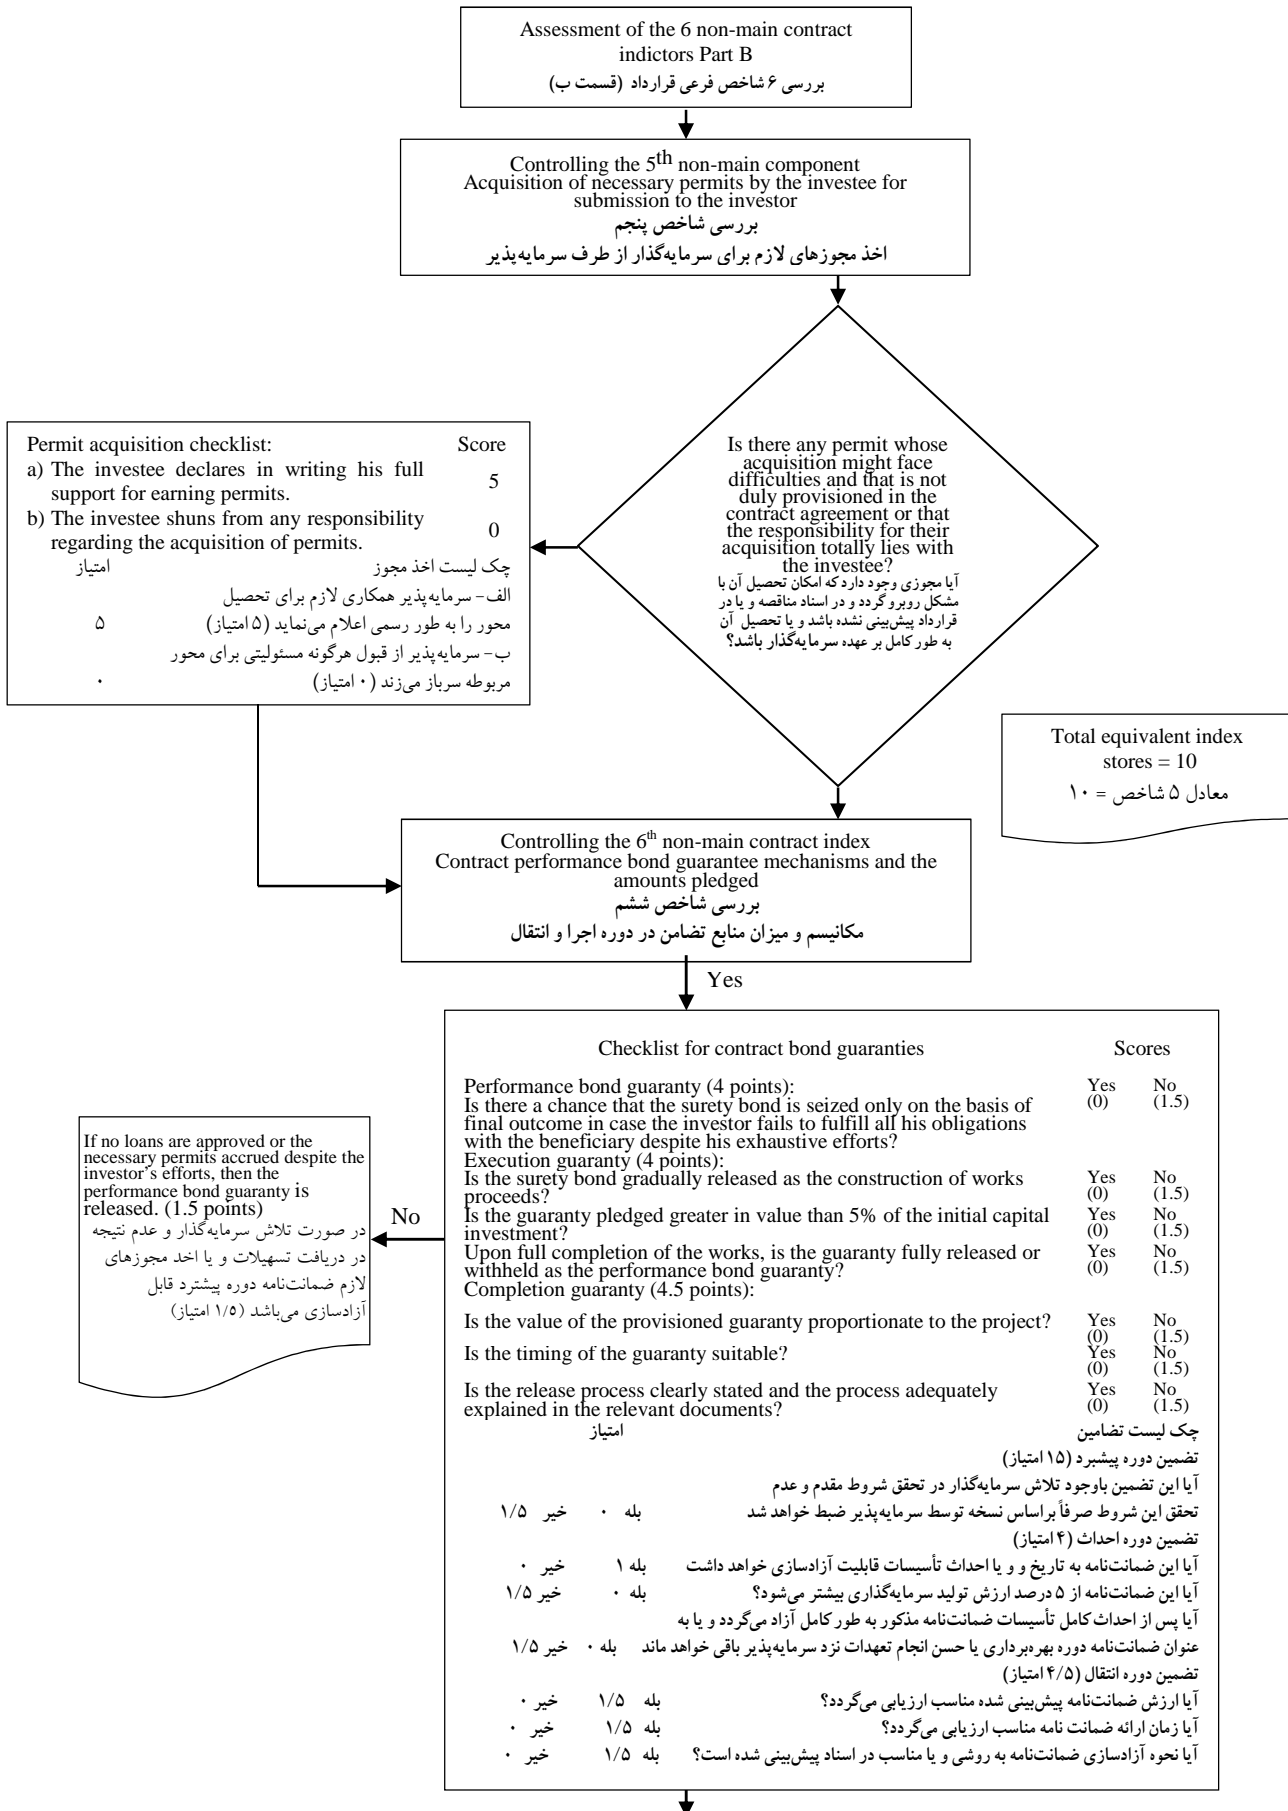 Assessment of the 6 non-main contract
indictors Part B
بررسی ۶ شاخص فرعی قرارداد (قسمت ب)
Controlling the 5th non-main component
Acquisition of necessary permits by the investee for
submission to the investor
بررسی شاخص پنجم
اخذ مجوزهای لازم برای سرمایه‌گذار از طرف سرمایه‌پذیر
Is there any permit whose
acquisition might face
difficulties and that is not
duly provisioned in the
contract agreement or that
the responsibility for their
acquisition totally lies with
the investee?
آیا مجوزی وجود دارد که امکان تحصیل آن با
مشکل روبرو گردد و در اسناد مناقصه و یا در
قرارداد پیش‌بینی نشده باشد و یا تحصیل آن
به طور کامل بر عهده سرمایه‌گذار باشد؟
Permit acquisition checklist: Score
a) The investee declares in writing his full
support for earning permits. 5
b) The investee shuns from any responsibility
regarding the acquisition of permits. 0
چک لیست اخذ مجوز امتیاز
الف- سرمایه‌پذیر همکاری لازم برای تحصیل
محور را به طور رسمی اعلام می‌نماید (۵ امتیاز) ۵
ب- سرمایه‌پذیر از قبول هرگونه مسئولیتی برای محور
مربوطه سرباز می‌زند (۰ امتیاز) ۰
Total equivalent index
stores = 10
معادل ۵ شاخص = ۱۰
Controlling the 6th non-main contract index
Contract performance bond guarantee mechanisms and the
amounts pledged
بررسی شاخص ششم
مکانیسم و میزان منابع تضامن در دوره اجرا و انتقال
Yes
Checklist for contract bond guaranties Scores
Performance bond guaranty (4 points): Yes No
Is there a chance that the surety bond is seized only on the basis of (0) (1.5)
final outcome in case the investor fails to fulfill all his obligations
with the beneficiary despite his exhaustive efforts?
Execution guaranty (4 points):
Is the surety bond gradually released as the construction of works Yes No
proceeds? (0) (1.5)
Is the guaranty pledged greater in value than 5% of the initial capital Yes No
investment? (0) (1.5)
Upon full completion of the works, is the guaranty fully released or Yes No
withheld as the performance bond guaranty? (0) (1.5)
Completion guaranty (4.5 points):
Is the value of the provisioned guaranty proportionate to the project? Yes No
(0) (1.5)
Is the timing of the guaranty suitable? Yes No
(0) (1.5)
Is the release process clearly stated and the process adequately Yes No
explained in the relevant documents? (0) (1.5)
چک لیست تضامین امتیاز
تضمین دوره پیشبرد (۱۵ امتیاز)
آیا این تضمین باوجود تلاش سرمایه‌گذار در تحقق شروط مقدم و عدم
تحقق این شروط صرفاً براساس نسخه توسط سرمایه‌پذیر ضبط خواهد شد بله ۰ خیر ۱/۵
تضمین دوره احداث (۴ امتیاز)
آیا این ضمانت‌نامه به تاریخ و و یا احداث تأسیسات قابلیت آزادسازی خواهد داشت بله ۱ خیر ۰
آیا این ضمانت‌نامه از ۵ درصد ارزش تولید سرمایه‌گذاری بیشتر می‌شود؟ بله ۰ خیر ۱/۵
آیا پس از احداث کامل تأسیسات ضمانت‌نامه مذکور به طور کامل آزاد می‌گردد و یا به
عنوان ضمانت‌نامه دوره بهره‌برداری یا حسن انجام تعهدات نزد سرمایه‌پذیر باقی خواهد ماند بله ۰ خیر ۱/۵
تضمین دوره انتقال (۴/۵ امتیاز)
آیا ارزش ضمانت‌نامه پیش‌بینی شده مناسب ارزیابی می‌گردد؟ بله ۱/۵ خیر ۰
آیا زمان ارائه ضمانت نامه مناسب ارزیابی می‌گردد؟ بله ۱/۵ خیر ۰
آیا نحوه آزادسازی ضمانت‌نامه به روشی و یا مناسب در اسناد پیش‌بینی شده است؟ بله ۱/۵ خیر ۰
No
If no loans are approved or the
necessary permits accrued despite the
investor's efforts, then the
performance bond guaranty is
released. (1.5 points)
در صورت تلاش سرمایه‌گذار و عدم نتیجه
در دریافت تسهیلات و یا اخد مجوزهای
لازم ضمانت‌نامه دوره پیشترد قابل
آزادسازی می‌باشد (۱/۵ امتیاز)